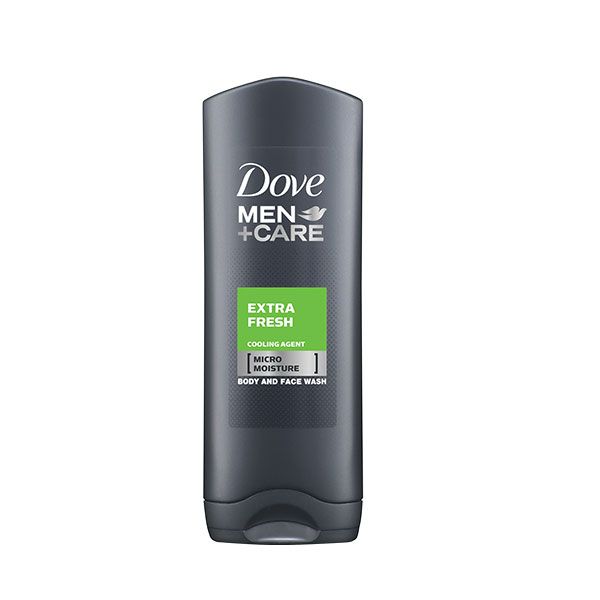 Dove
MEN
+CARE
EXTRA
FRESH
COOLING AGENT
[MICRO
MOISTURE]
BODY AND FACE WASH